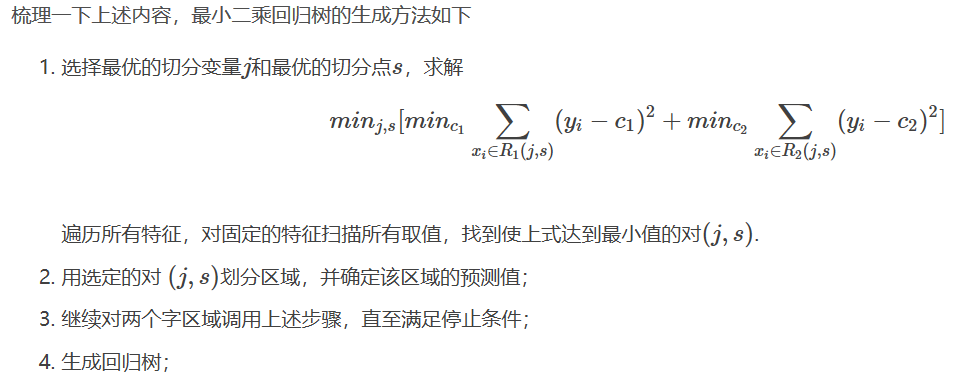 梳理一下上述内容，最小二乘回归树的生成方法如下
1. 选择最优的切分变量j和最优的切分点s，求解
min_{j,s}[min_{c_1} ∑_{x_i∈R_1(j,s)} (y_i − c_1)^2 + min_{c_2} ∑_{x_i∈R_2(j,s)} (y_i − c_2)^2]
遍历所有特征，对固定的特征扫描所有取值，找到使上式达到最小值的对(j, s).
2. 用选定的对 (j, s)划分区域，并确定该区域的预测值；
3. 继续对两个字区域调用上述步骤，直至满足停止条件；
4. 生成回归树；